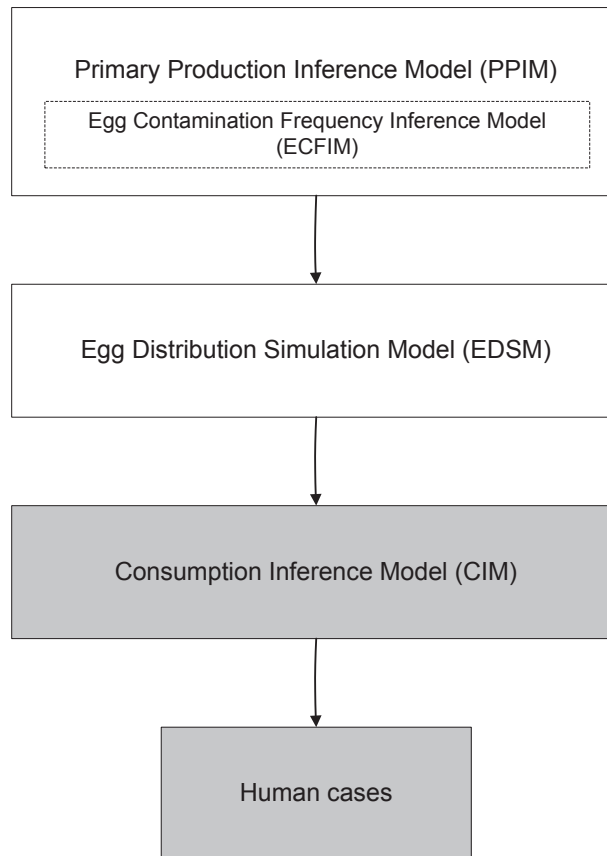 Primary Production Inference Model (PPIM)
Egg Contamination Frequency Inference Model
(ECFIM)
Egg Distribution Simulation Model (EDSM)
Consumption Inference Model (CIM)
Human cases